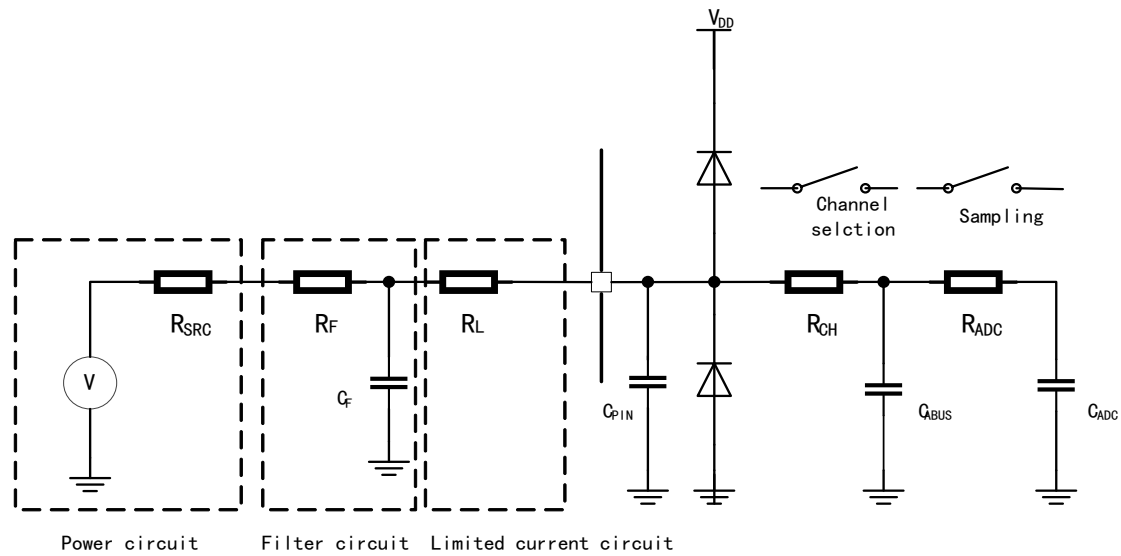 VDD
Channel
selction
Sampling
RSRC
RF
RL
RCH
RADC
V
CF
CPIN
CABUS
CADC
Power circuit
Filter circuit
Limited current circuit